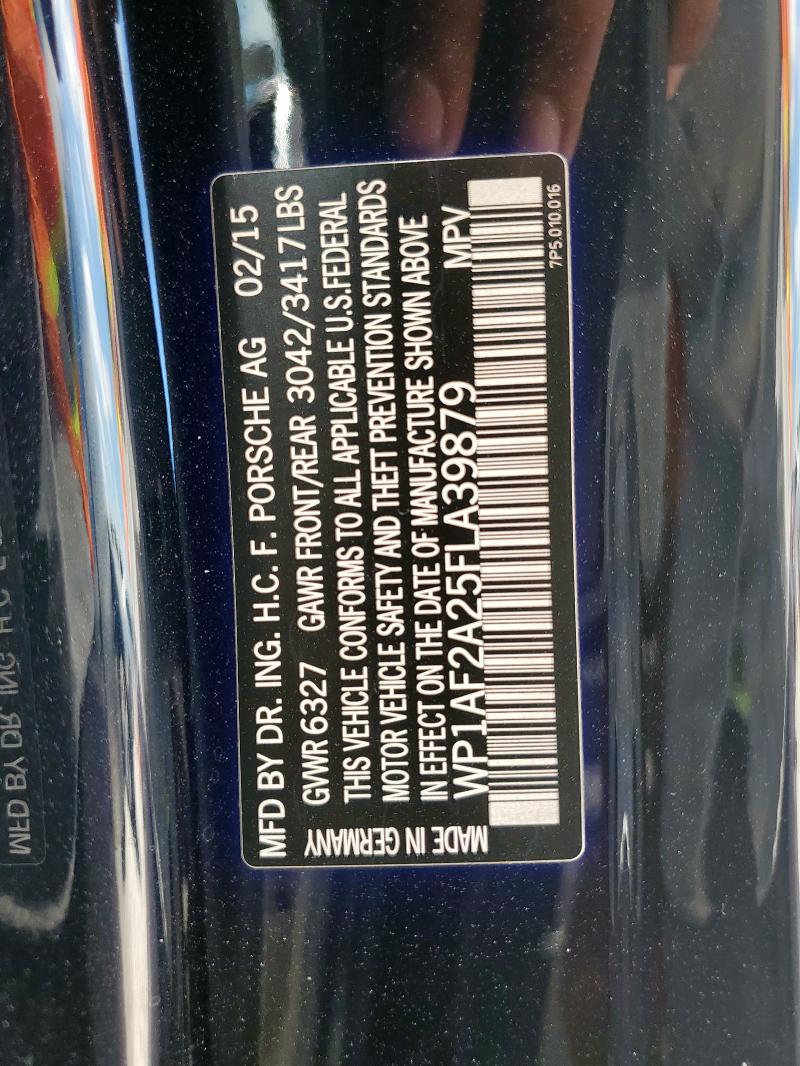 MFD BY DR. ING. H.C. F. PORSCHE AG 02/15
GVWR 6327 GAWR FRONT/REAR 3042/3417 LBS
THIS VEHICLE CONFORMS TO ALL APPLICABLE U.S.FEDERAL
MOTOR VEHICLE SAFETY AND THEFT PREVENTION STANDARDS
IN EFFECT ON THE DATE OF MANUFACTURE SHOWN ABOVE
WP1AF2A25FLA39879 MPV
MADE IN GERMANY
7P5.010.016